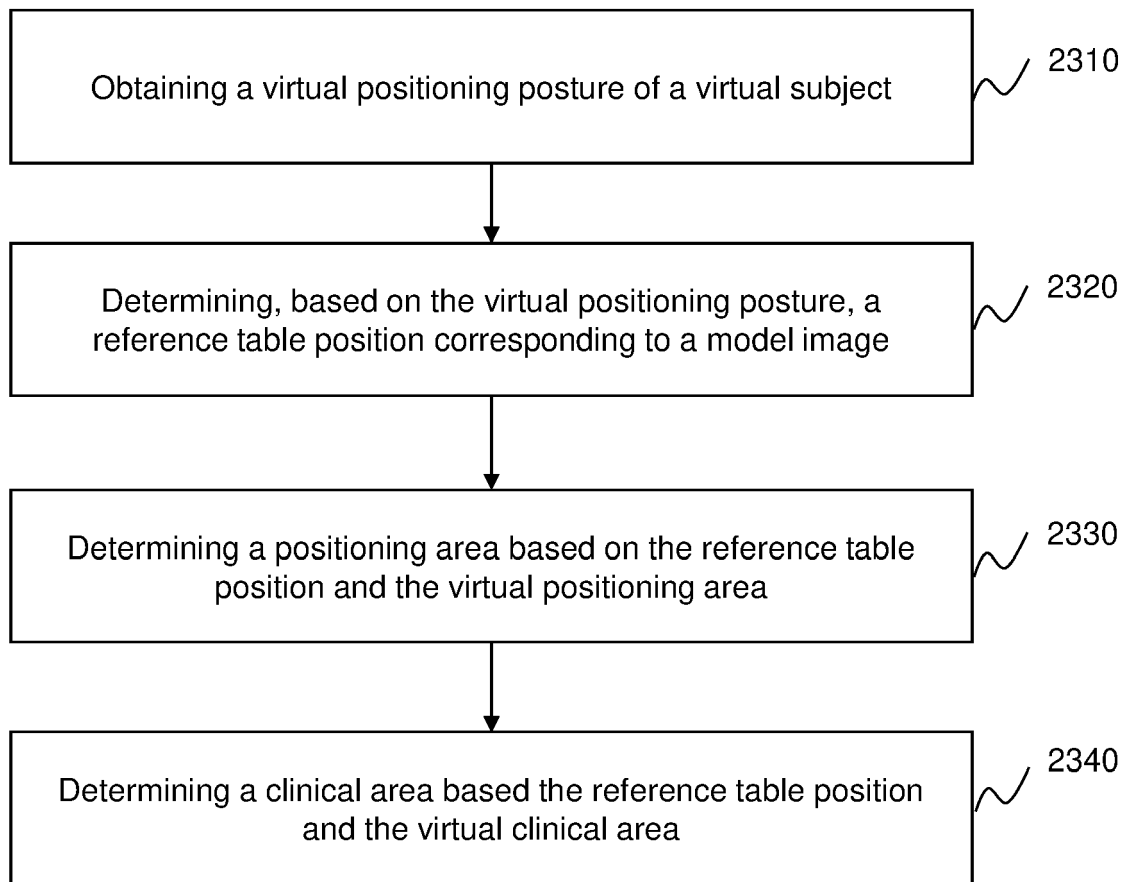 2310
Obtaining a virtual positioning posture of a virtual subject
2320
Determining, based on the virtual positioning posture, a
reference table position corresponding to a model image
2330
Determining a positioning area based on the reference table
position and the virtual positioning area
2340
Determining a clinical area based the reference table position
and the virtual clinical area